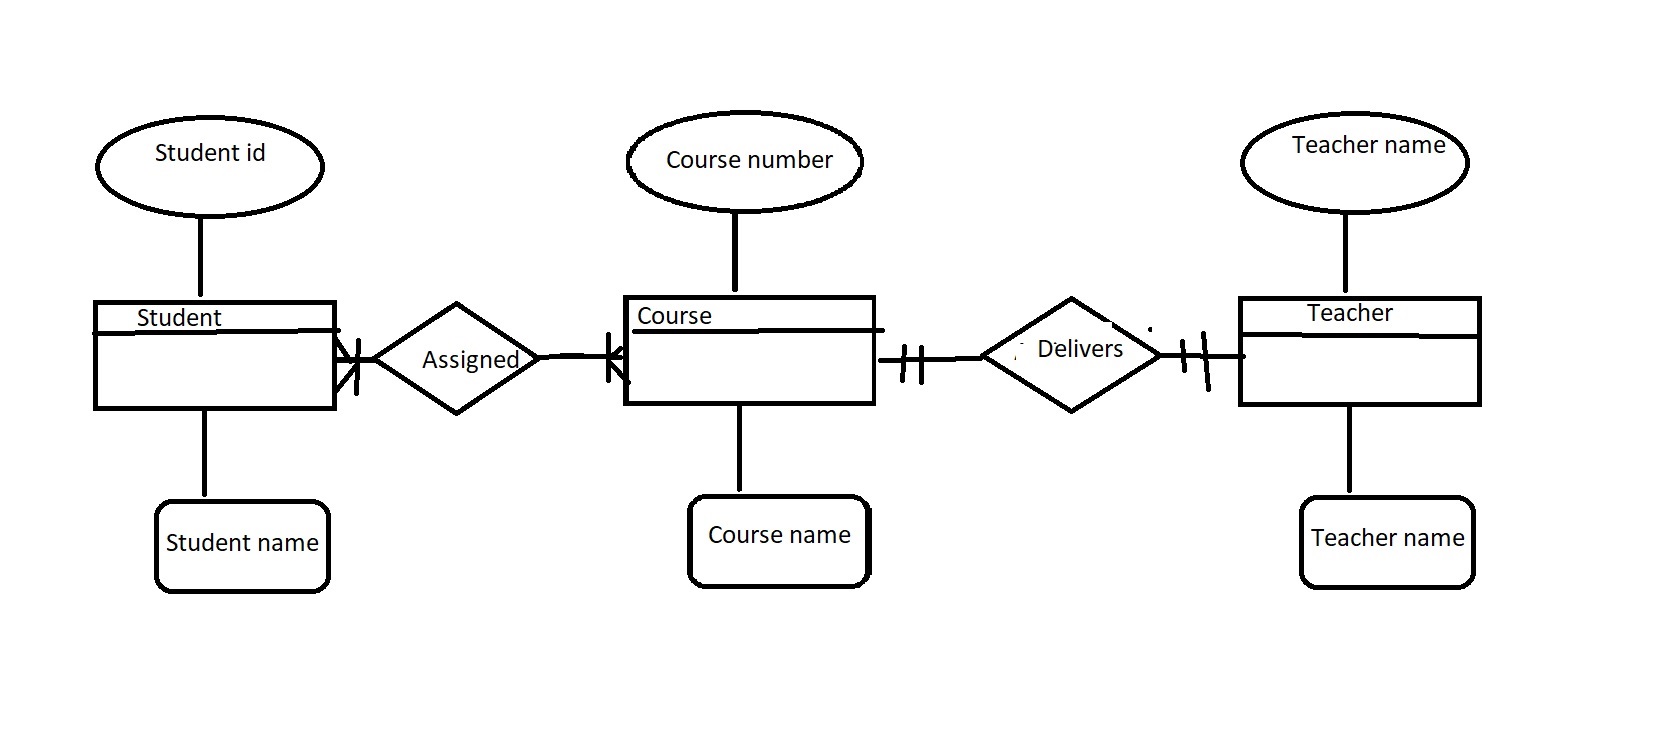 Student id
Course number
Teacher name
Student
Course
Teacher
Assigned
Delivers
Student name
Course name
Teacher name